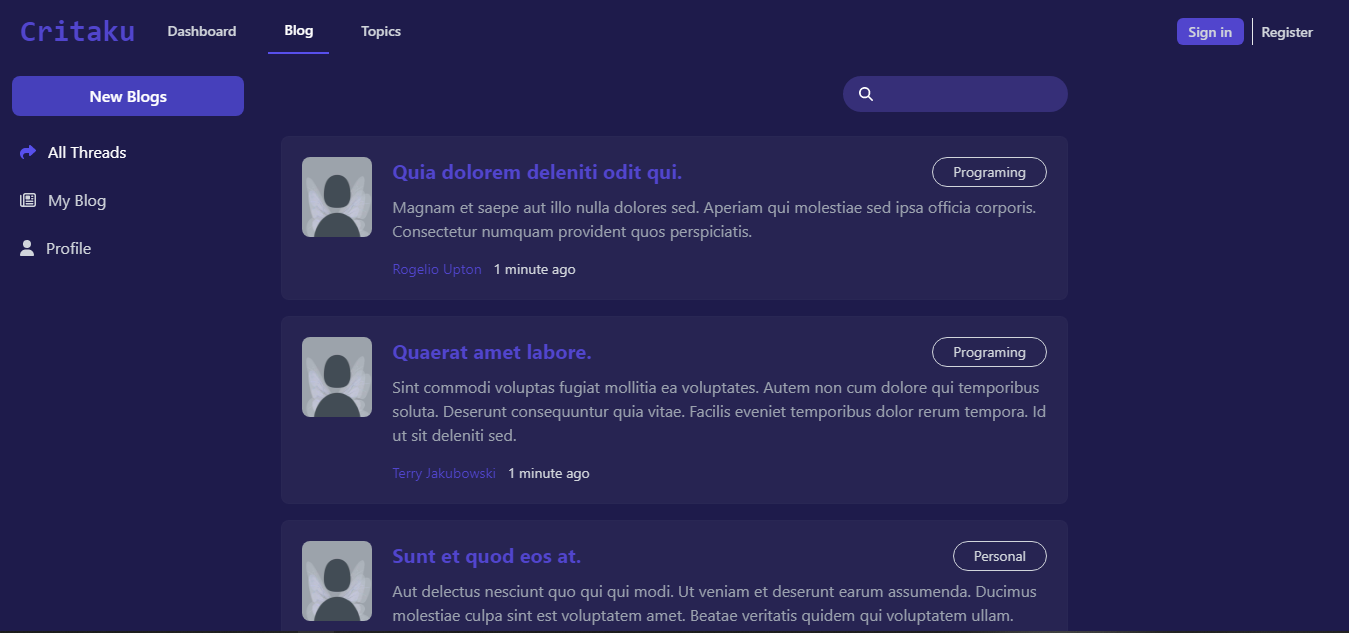 Critaku
Dashboard
Blog
Topics
Sign in
Register
New Blogs
All Threads
My Blog
Profile
Quia dolorem deleniti odit qui.
Programing
Magnam et saepe aut illo nulla dolores sed. Aperiam qui molestiae sed ipsa officia corporis.
Consectetur numquam provident quos perspiciatis.
Rogelio Upton 1 minute ago
Quaerat amet labore.
Programing
Sint commodi voluptas fugiat mollitia ea voluptates. Autem non cum dolore qui temporibus
soluta. Deserunt consequuntur quia vitae. Facilis eveniet temporibus dolor rerum tempora. Id
ut sit deleniti sed.
Terry Jakubowski 1 minute ago
Sunt et quod eos at.
Personal
Aut delectus nesciunt quo qui qui modi. Ut veniam et deserunt earum assumenda. Ducimus
molestiae culpa sint est voluptatem amet. Beatae veritatis quidem qui voluptatem ullam.